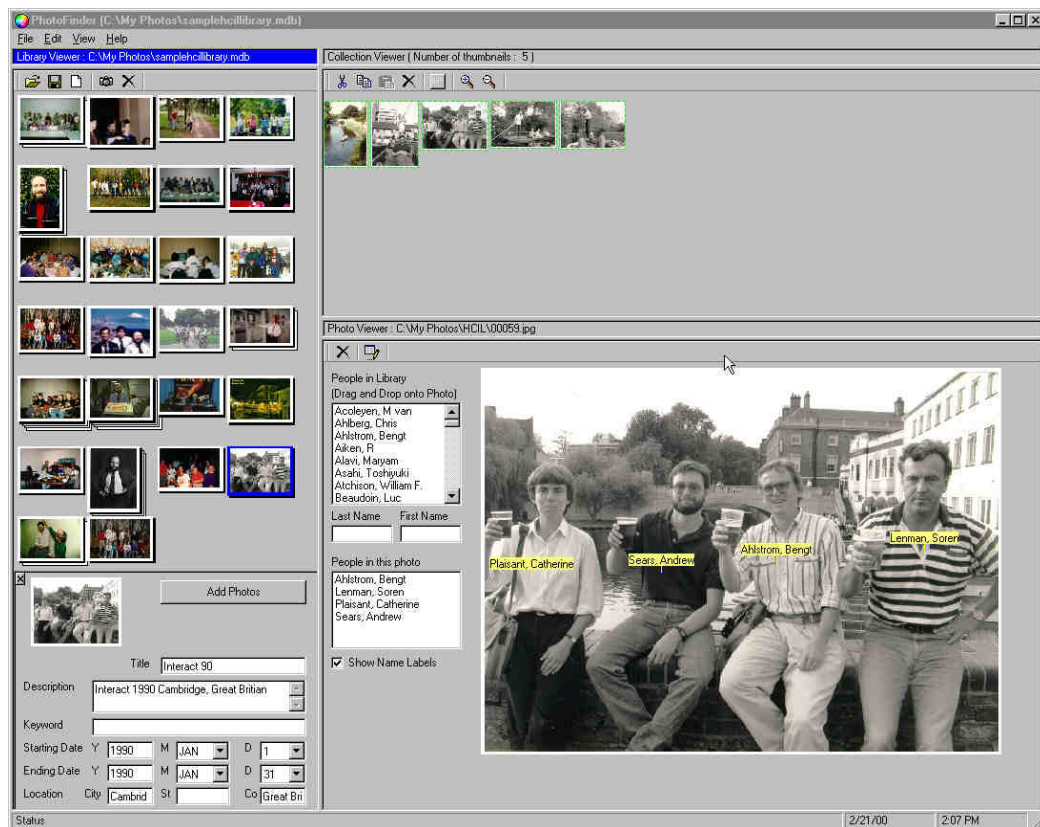 PhotoFinder (C:\My Photos\samplehcillibrary.mdb)
File Edit View Help
Library Viewer : C:\My Photos\samplehcillibrary.mdb
Collection Viewer ( Number of thumbnails : 5 )
Photo Viewer : C:\My Photos\HCIL\00059.jpg
People in Library
(Drag and Drop onto Photo)
Acoleyen, M van
Ahlberg, Chris
Ahlstrom, Bengt
Aiken, R
Alavi, Maryam
Asahi, Toshiyuki
Atchison, William F.
Beaudoin, Luc
Last Name First Name
People in this photo
Ahlstrom, Bengt
Lenman, Soren
Plaisant, Catherine
Sears, Andrew
Show Name Labels
Plaisant, Catherine
Sears, Andrew
Ahlstrom, Bengt
Lenman, Soren
Add Photos
Title Interact 90
Description Interact 1990 Cambridge, Great Britian
Keyword
Starting Date Y 1990 M JAN D 1
Ending Date Y 1990 M JAN D 31
Location City Cambrid St Co Great Bri
Status 2/21/00 2:07 PM